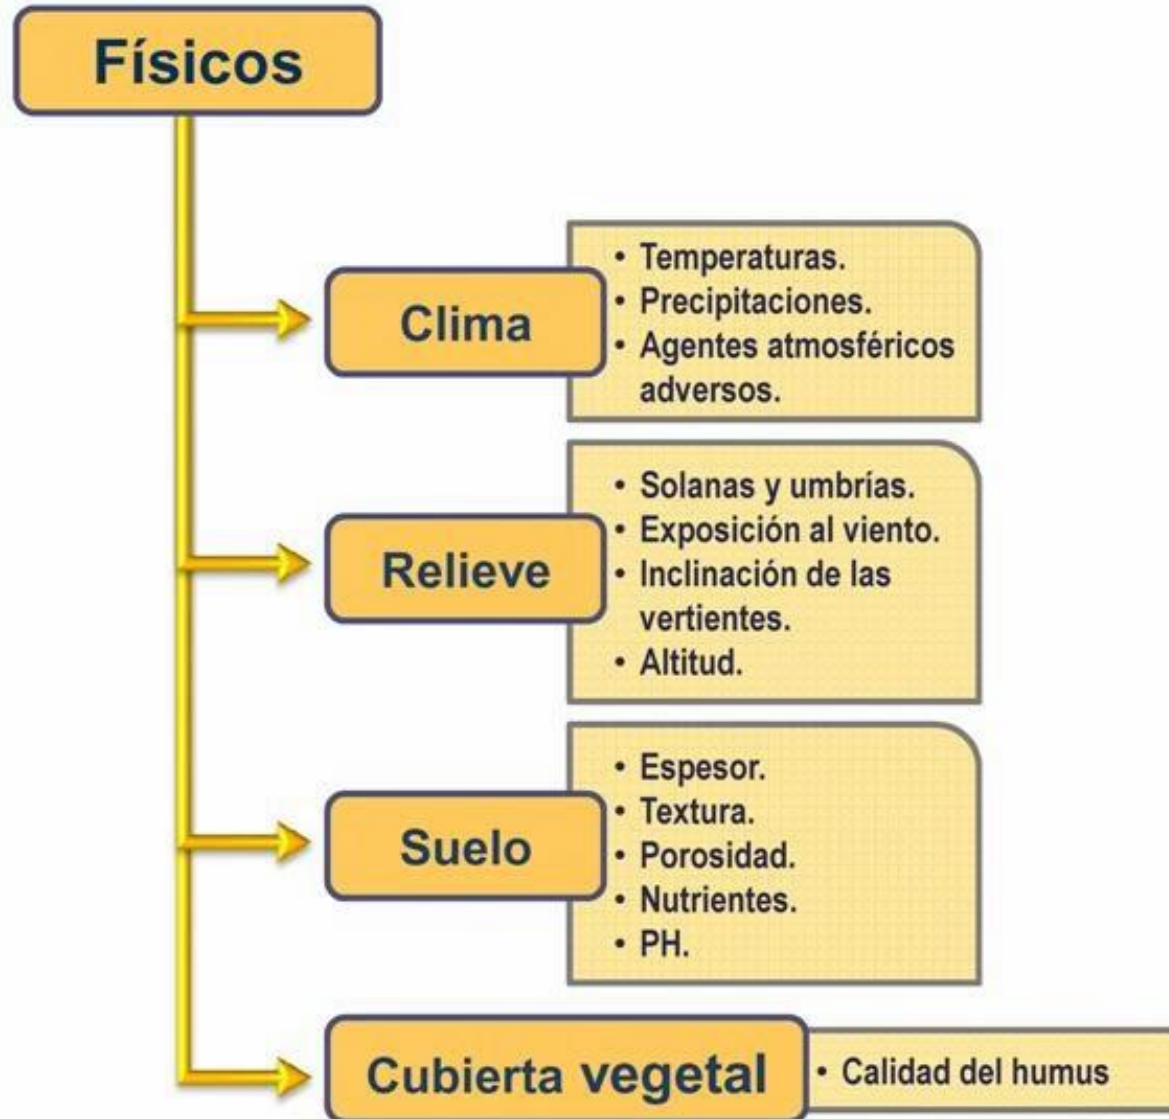 Físicos
Clima
• Temperaturas.
• Precipitaciones.
• Agentes atmosféricos
adversos.
Relieve
• Solanas y umbrías.
• Exposición al viento.
• Inclinación de las
vertientes.
• Altitud.
Suelo
• Espesor.
• Textura.
• Porosidad.
• Nutrientes.
• PH.
Cubierta vegetal
• Calidad del humus